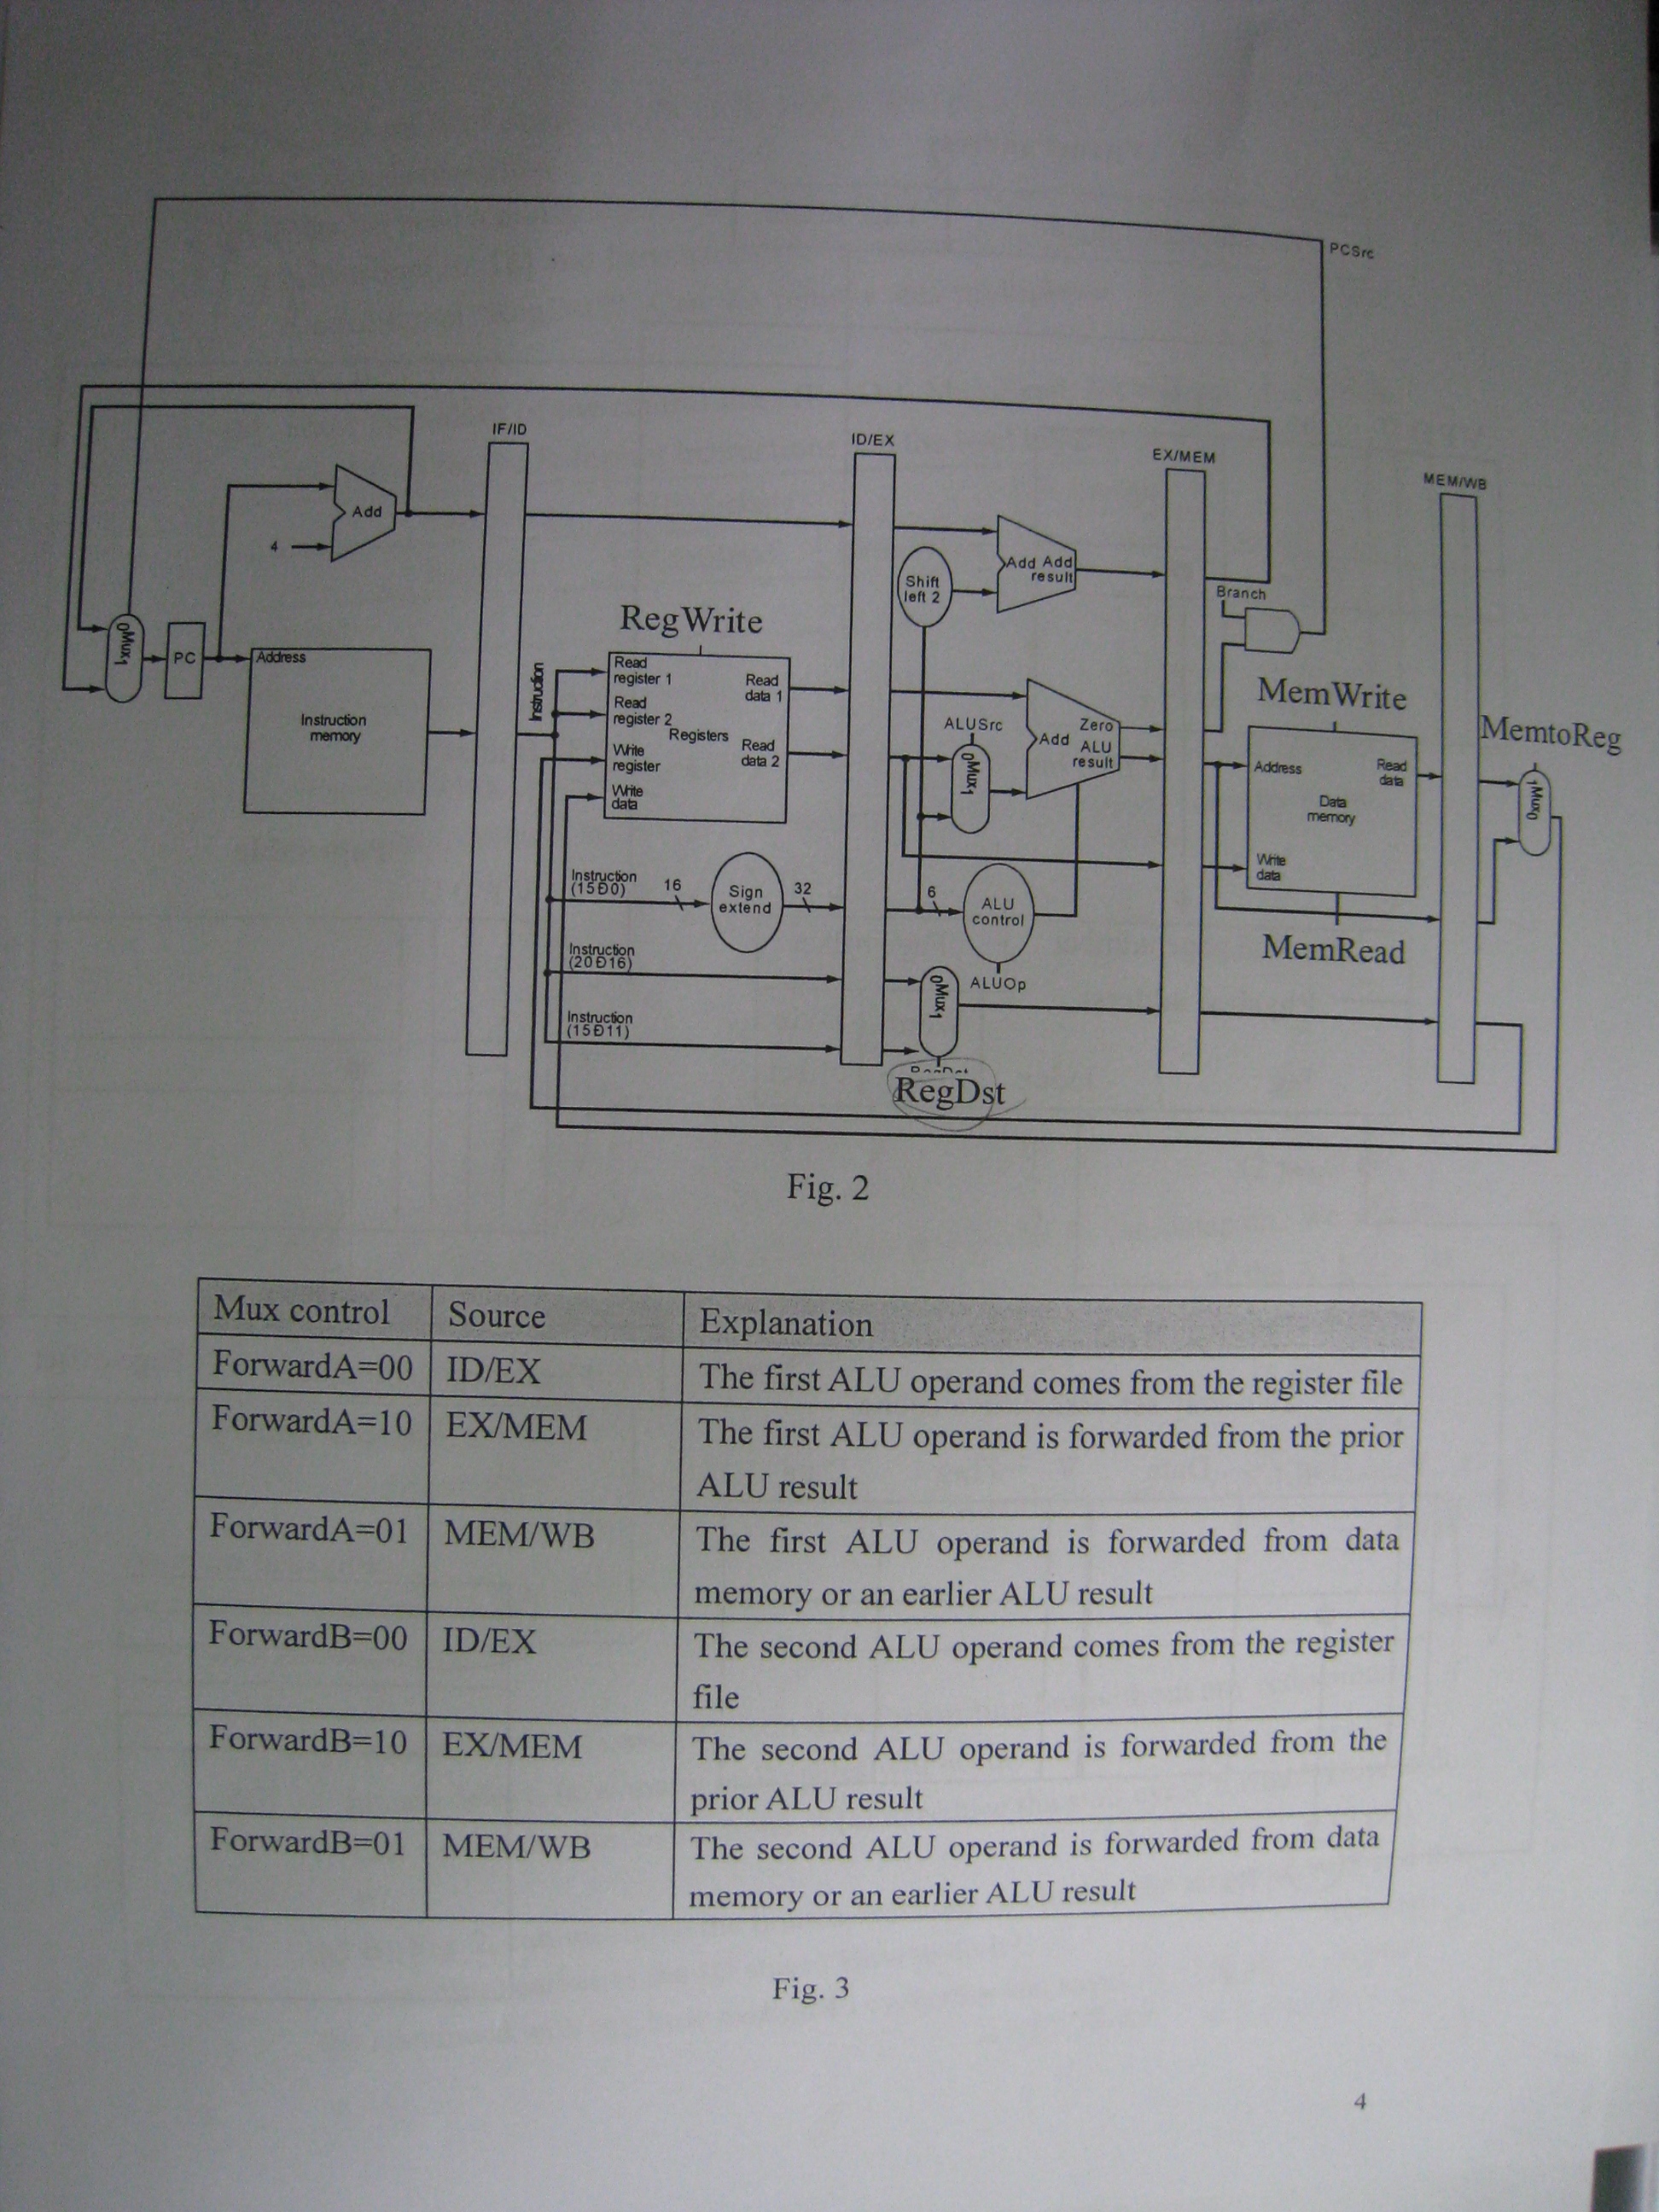 PCSrc
IF/ID
ID/EX
EX/MEM
MEM/WB
Add
4
Add Add
result
Shift
left 2
Branch
RegWrite
0 Mux 1
PC
Address
Instruction
memory
Instruction
Read
register 1
Read
data 1
Read
register 2
Registers
Write
register
Read
data 2
Write
data
ALUSrc
0 Mux 1
Zero
Add
ALU
result
MemWrite
MemtoReg
Address
Read
data
Data
memory
1 Mux 0
Write
data
Instruction
(15Ð0)
16
Sign
extend
32
6
ALU
control
MemRead
Instruction
(20Ð16)
0 Mux 1
ALUOp
Instruction
(15Ð11)
RegDst
RegDst
Fig. 2
Mux control
Source
Explanation
ForwardA=00
ID/EX
The first ALU operand comes from the register file
ForwardA=10
EX/MEM
The first ALU operand is forwarded from the prior
ALU result
ForwardA=01
MEM/WB
The first ALU operand is forwarded from data
memory or an earlier ALU result
ForwardB=00
ID/EX
The second ALU operand comes from the register
file
ForwardB=10
EX/MEM
The second ALU operand is forwarded from the
prior ALU result
ForwardB=01
MEM/WB
The second ALU operand is forwarded from data
memory or an earlier ALU result
Fig. 3
4